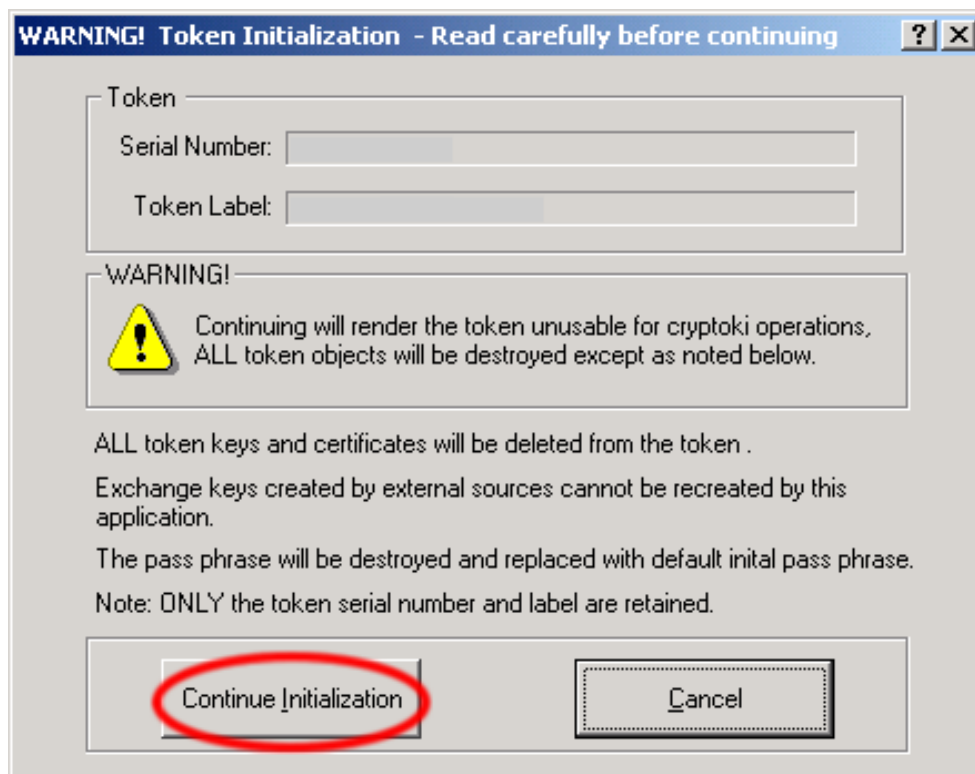 WARNING! Token Initialization - Read carefully before continuing
Token
Serial Number:
Token Label:
WARNING!
Continuing will render the token unusable for cryptoki operations,
ALL token objects will be destroyed except as noted below.
ALL token keys and certificates will be deleted from the token .
Exchange keys created by external sources cannot be recreated by this
application.
The pass phrase will be destroyed and replaced with default inital pass phrase.
Note: ONLY the token serial number and label are retained.
Continue Initialization
Cancel